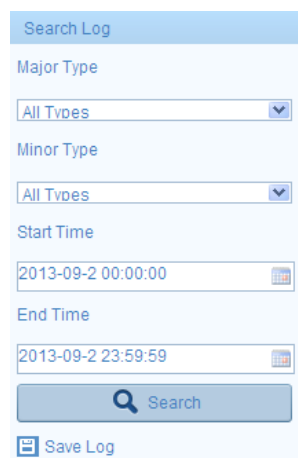 Search Log
Major Type
All Types
Minor Type
All Types
Start Time
2013-09-2 00:00:00
End Time
2013-09-2 23:59:59
Search
Save Log